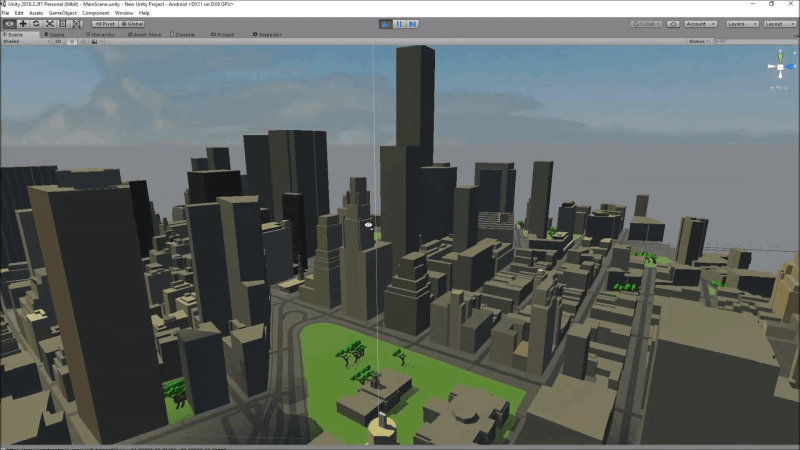 Unity 2018.2.2f1 Personal (64bit) - MainScene.unity - New Unity Project - Android <DX11 on DX9 GPU>
File Edit Assets GameObject Component Window Help
Pivot Global Collab Account Layers Layout
Scene Game Hierarchy Asset Store Console Project Inspector
Shaded 2D Gizmos